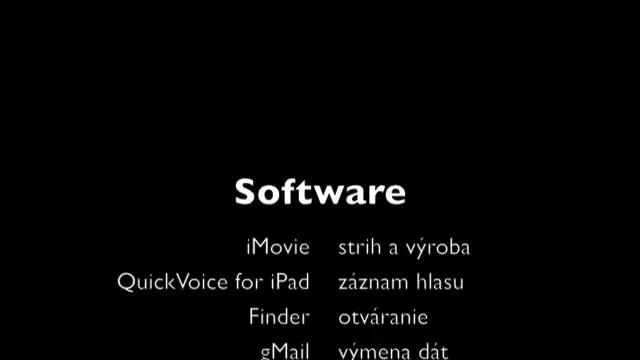 Software
iMovie strih a výroba
QuickVoice for iPad záznam hlasu
Finder otváranie
gMail výmena dát